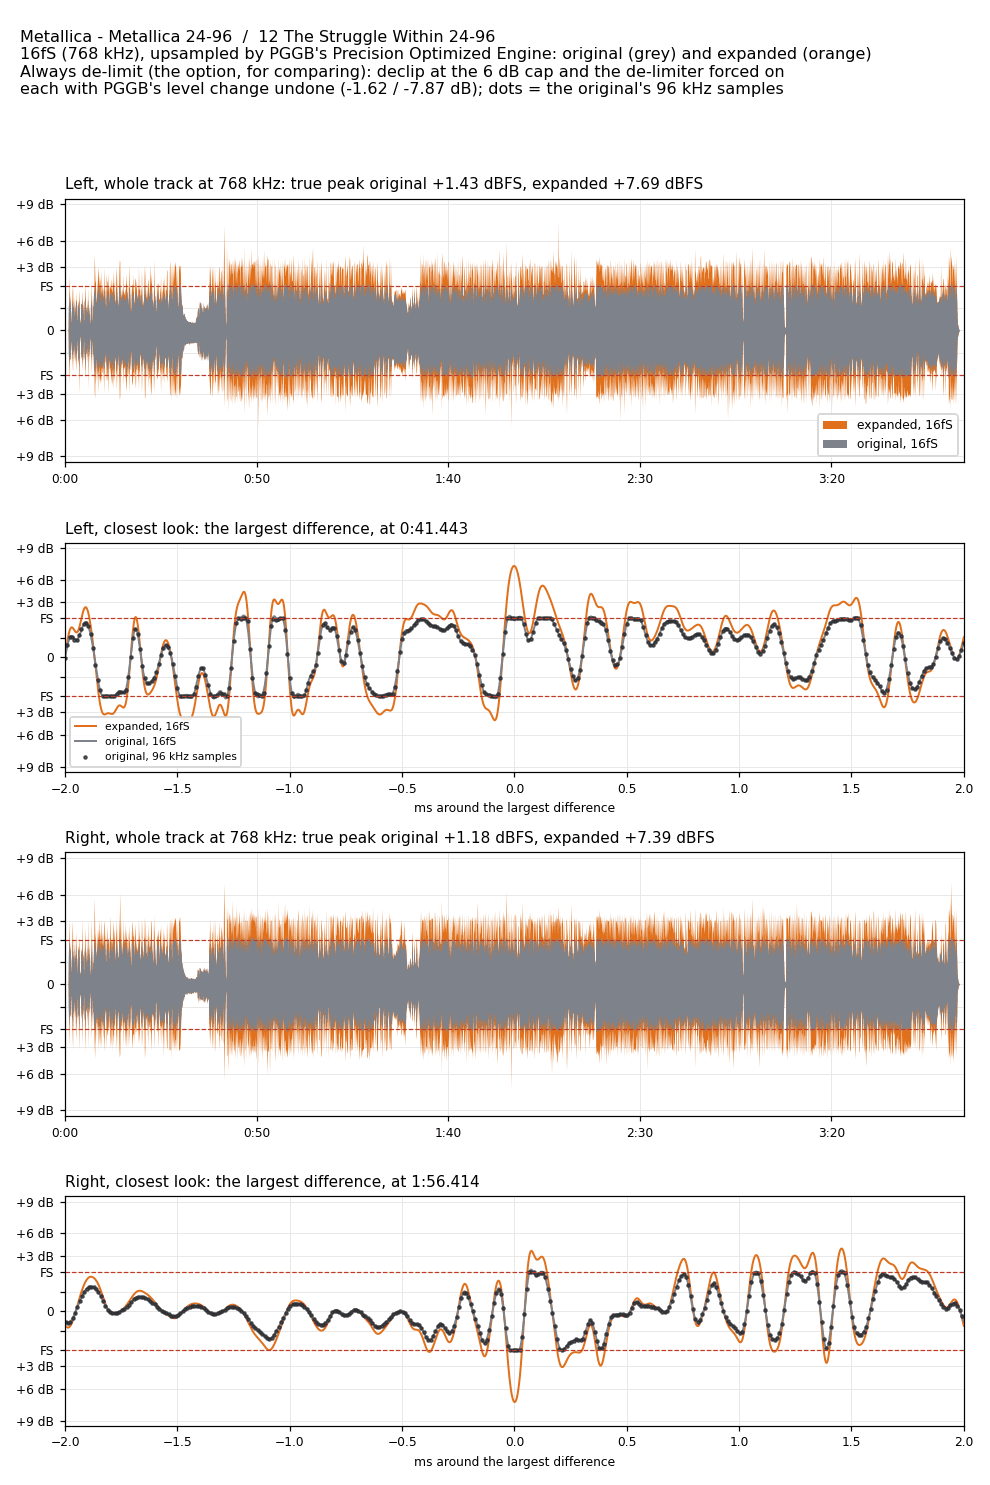 Metallica - Metallica 24-96  /  12 The Struggle Within 24-96
16fS (768 kHz), upsampled by PGGB's Precision Optimized Engine: original (grey) and expanded (orange)
Always de-limit (the option, for comparing): declip at the 6 dB cap and the de-limiter forced on
each with PGGB's level change undone (-1.62 / -7.87 dB); dots = the original's 96 kHz samples
Left, whole track at 768 kHz: true peak original +1.43 dBFS, expanded +7.69 dBFS
+9 dB
+6 dB
+3 dB
FS
0
FS
+3 dB
+6 dB
+9 dB
expanded, 16fS
original, 16fS
0:00 0:50 1:40 2:30 3:20
Left, closest look: the largest difference, at 0:41.443
+9 dB
+6 dB
+3 dB
FS
0
FS
+3 dB
+6 dB
+9 dB
expanded, 16fS
original, 16fS
original, 96 kHz samples
−2.0 −1.5 −1.0 −0.5 0.0 0.5 1.0 1.5 2.0
ms around the largest difference
Right, whole track at 768 kHz: true peak original +1.18 dBFS, expanded +7.39 dBFS
+9 dB
+6 dB
+3 dB
FS
0
FS
+3 dB
+6 dB
+9 dB
0:00 0:50 1:40 2:30 3:20
Right, closest look: the largest difference, at 1:56.414
+9 dB
+6 dB
+3 dB
FS
0
FS
+3 dB
+6 dB
+9 dB
−2.0 −1.5 −1.0 −0.5 0.0 0.5 1.0 1.5 2.0
ms around the largest difference